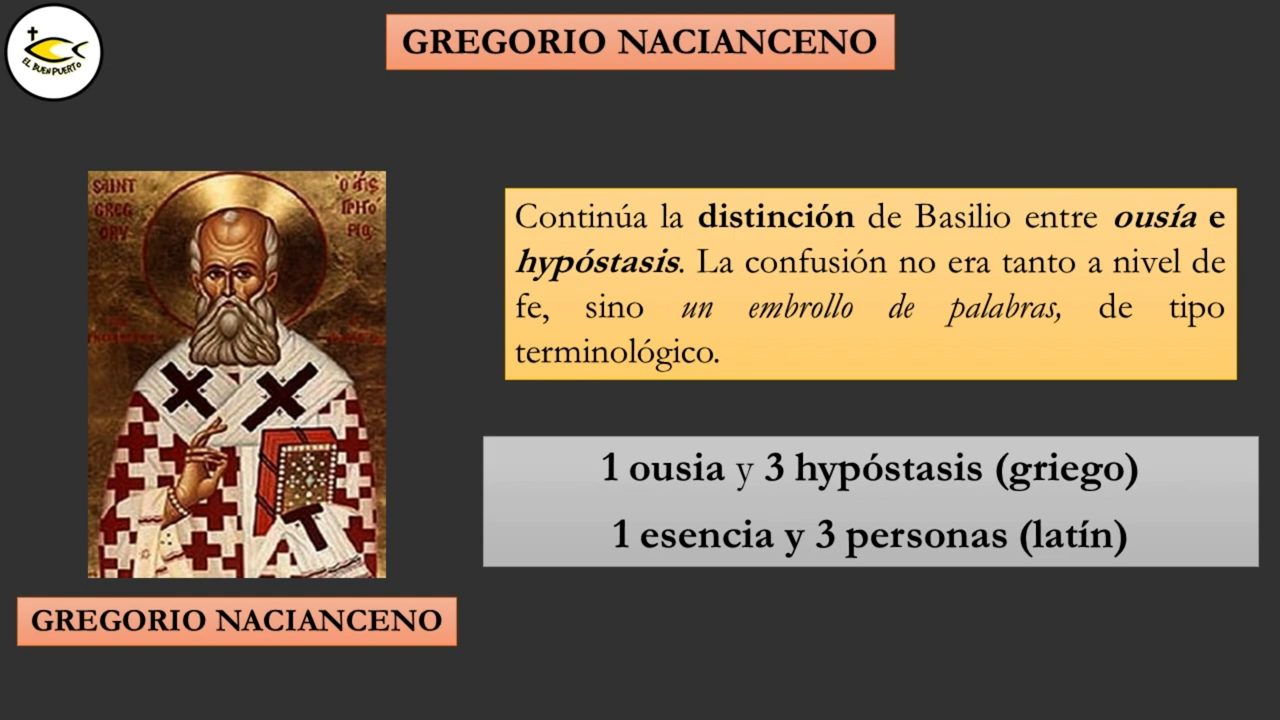 EL BUEN PUERTO
GREGORIO NACIANCENO
SAINT
GREG
ORY
Continúa la distinción de Basilio entre ousía e
hypóstasis. La confusión no era tanto a nivel de
fe, sino un embrollo de palabras, de tipo
terminológico.
1 ousia y 3 hypóstasis (griego)
1 esencia y 3 personas (latín)
GREGORIO NACIANCENO